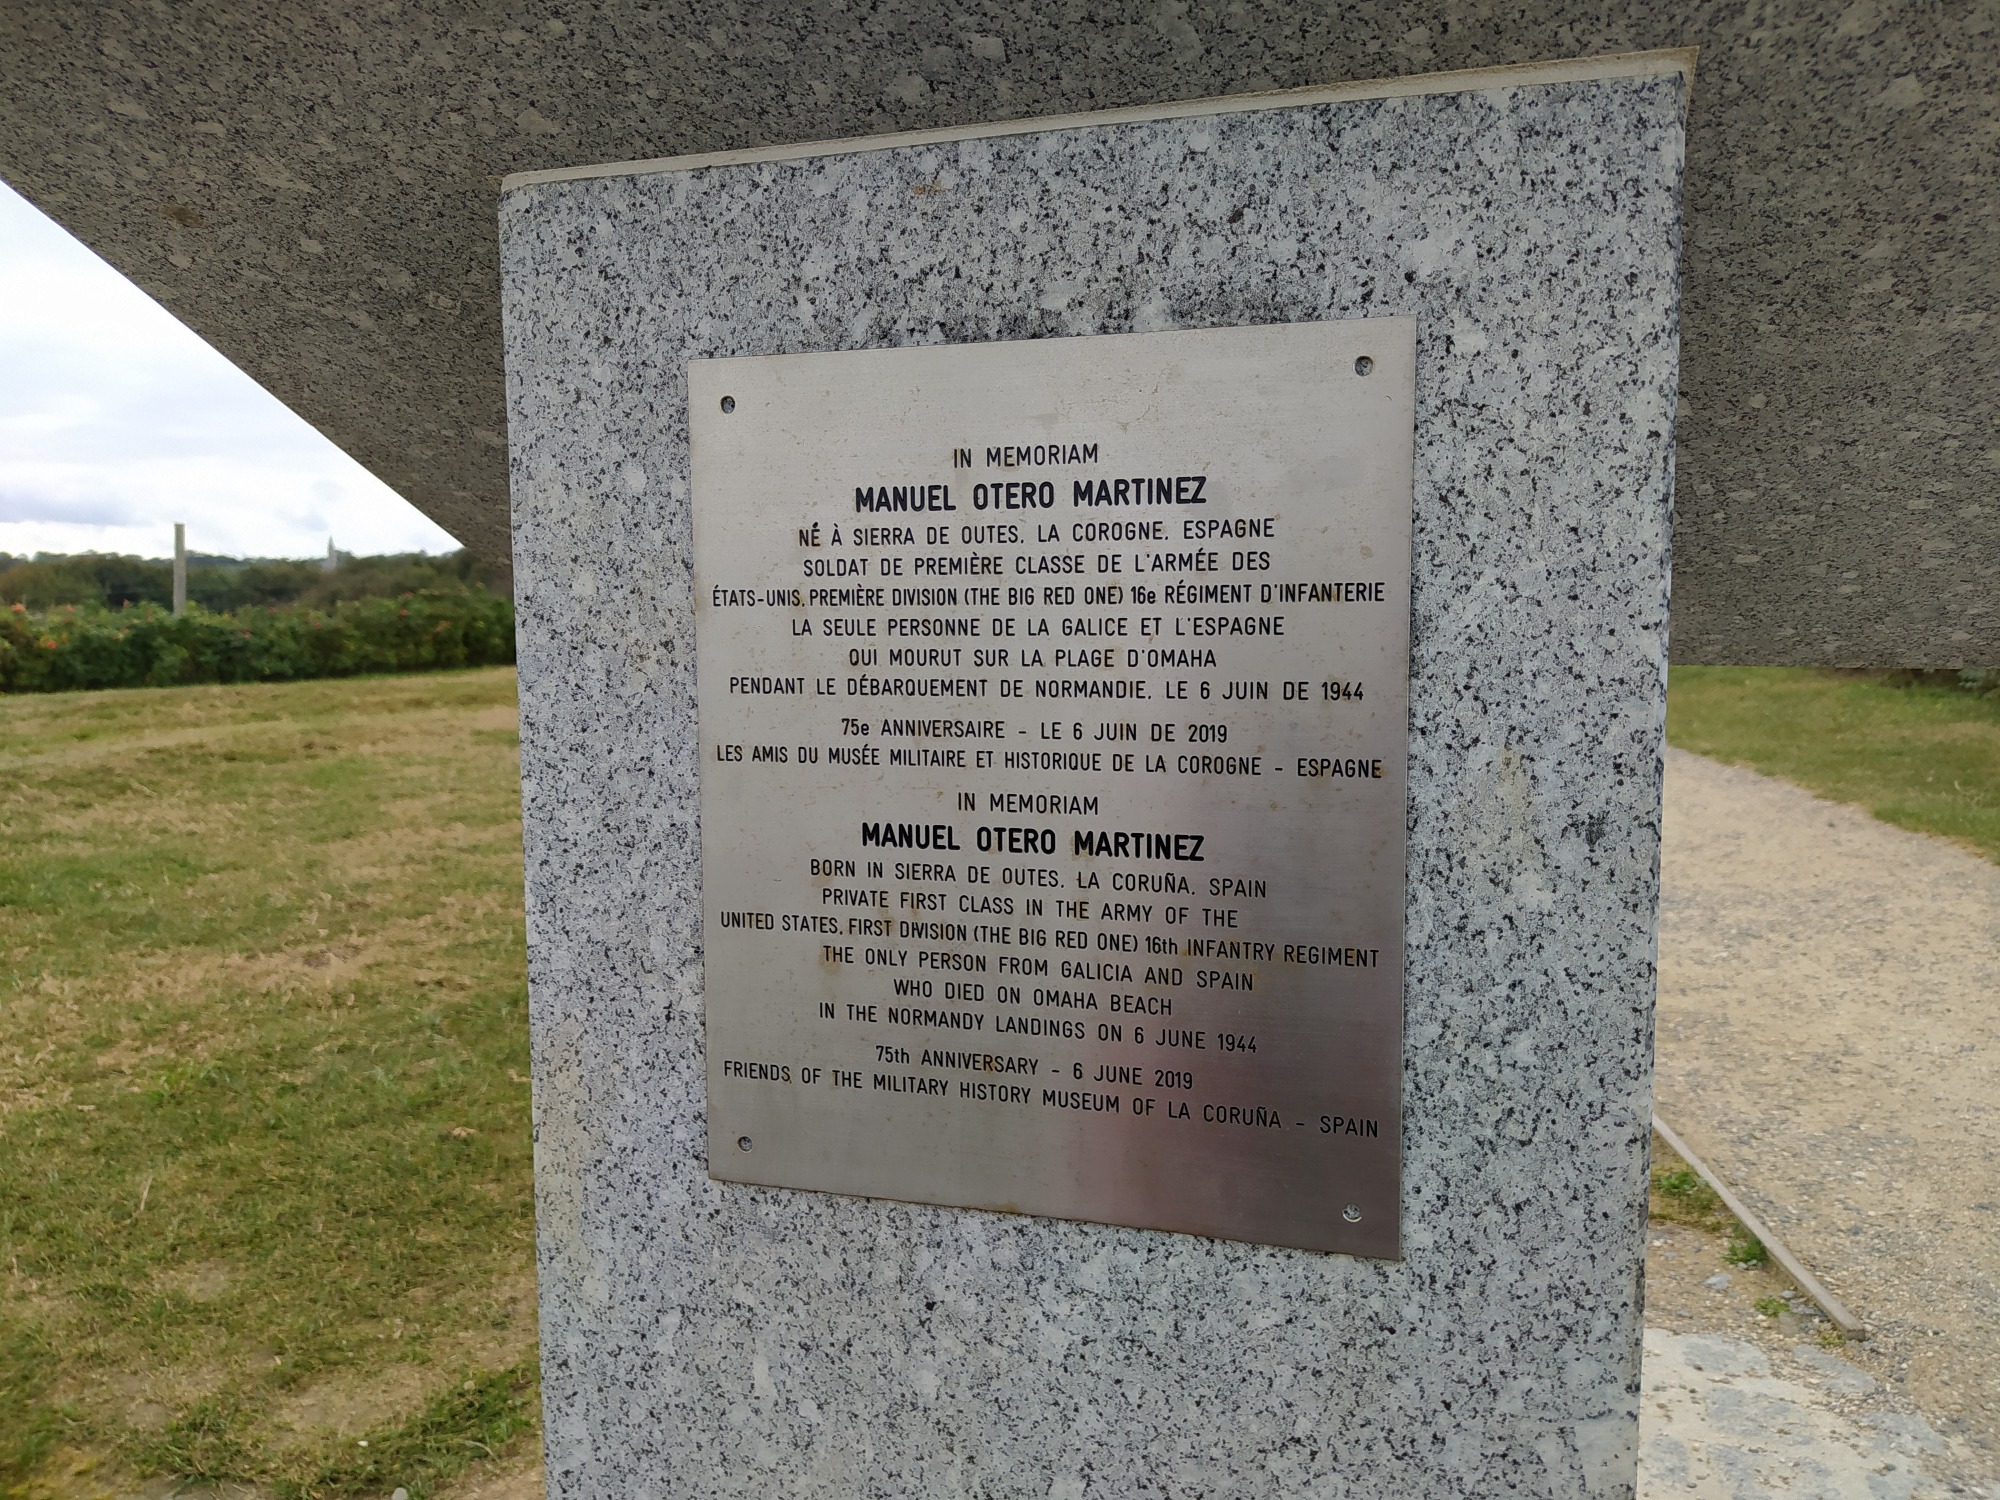 IN MEMORIAM
MANUEL OTERO MARTINEZ
NÉ À SIERRA DE OUTES, LA COROGNE, ESPAGNE
SOLDAT DE PREMIÈRE CLASSE DE L'ARMÉE DES
ÉTATS-UNIS, PREMIÈRE DIVISION (THE BIG RED ONE) 16e RÉGIMENT D'INFANTERIE
LA SEULE PERSONNE DE LA GALICE ET L'ESPAGNE
QUI MOURUT SUR LA PLAGE D'OMAHA
PENDANT LE DÉBARQUEMENT DE NORMANDIE, LE 6 JUIN DE 1944
75e ANNIVERSAIRE - LE 6 JUIN DE 2019
LES AMIS DU MUSÉE MILITAIRE ET HISTORIQUE DE LA COROGNE - ESPAGNE
IN MEMORIAM
MANUEL OTERO MARTINEZ
BORN IN SIERRA DE OUTES, LA CORUÑA, SPAIN
PRIVATE FIRST CLASS IN THE ARMY OF THE
UNITED STATES, FIRST DIVISION (THE BIG RED ONE) 16th INFANTRY REGIMENT
THE ONLY PERSON FROM GALICIA AND SPAIN
WHO DIED ON OMAHA BEACH
IN THE NORMANDY LANDINGS ON 6 JUNE 1944
75th ANNIVERSARY - 6 JUNE 2019
FRIENDS OF THE MILITARY HISTORY MUSEUM OF LA CORUÑA - SPAIN